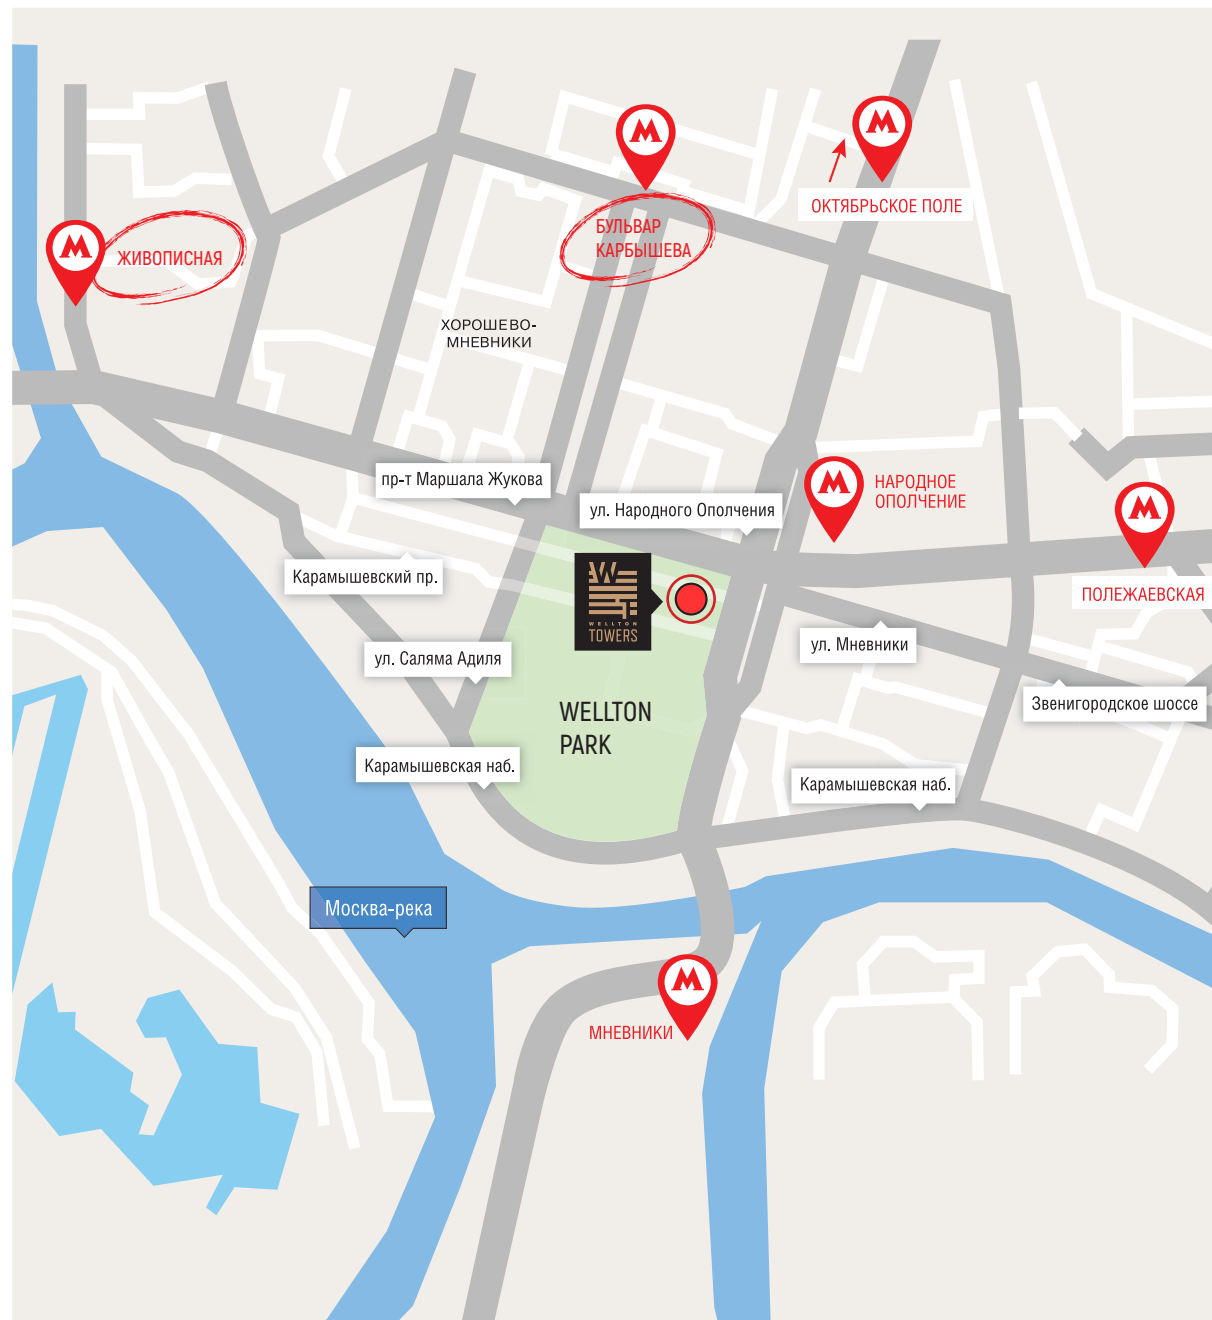 М
М
ОКТЯБРЬСКОЕ ПОЛЕ
БУЛЬВАР
КАРБЫШЕВА
М
ЖИВОПИСНАЯ
ХОРОШЕВО-
МНЕВНИКИ
пр-т Маршала Жукова
ул. Народного Ополчения
М
НАРОДНОЕ
ОПОЛЧЕНИЕ
М
ПОЛЕЖАЕВСКАЯ
Карамышевский пр.
W
WELLTON
TOWERS
ул. Саляма Адиля
ул. Мневники
Звенигородское шоссе
WELLTON
PARK
Карамышевская наб.
Карамышевская наб.
Москва-река
М
МНЕВНИКИ